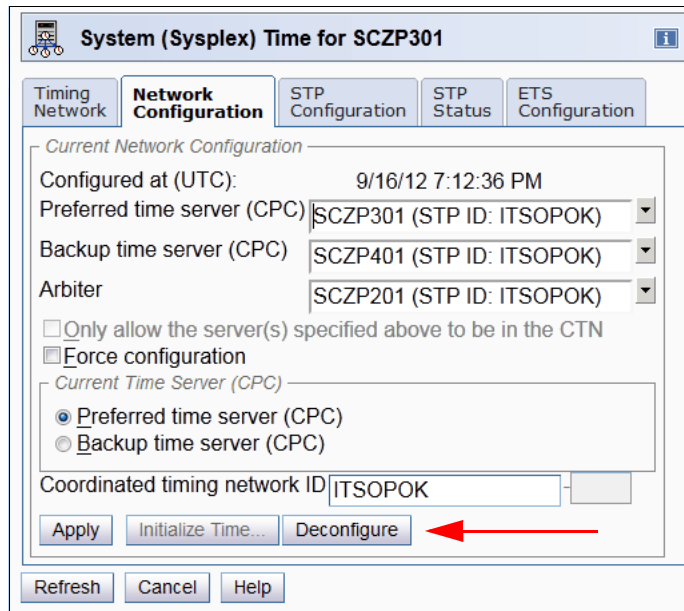 System (Sysplex) Time for SCZP301
i
Timing
Network
Network
Configuration
STP
Configuration
STP
Status
ETS
Configuration
Current Network Configuration
Configured at (UTC): 9/16/12 7:12:36 PM
Preferred time server (CPC) SCZP301 (STP ID: ITSOPOK)
Backup time server (CPC) SCZP401 (STP ID: ITSOPOK)
Arbiter SCZP201 (STP ID: ITSOPOK)
Only allow the server(s) specified above to be in the CTN
Force configuration
Current Time Server (CPC)
Preferred time server (CPC)
Backup time server (CPC)
Coordinated timing network ID ITSOPOK -
Apply Initialize Time... Deconfigure
Refresh Cancel Help